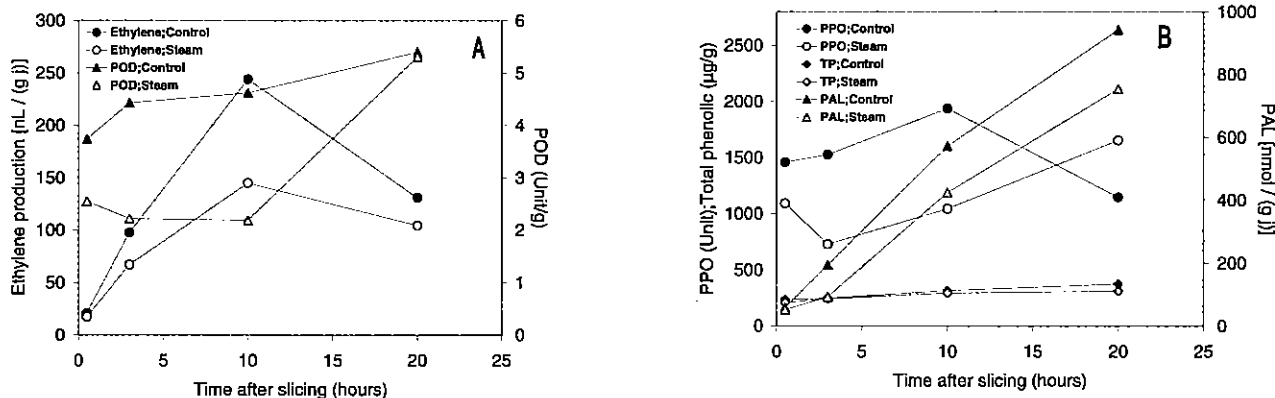 300
250
200
150
100
50
0
Ethylene production [nL / (g j)]
Ethylene;Control
Ethylene;Steam
POD;Control
POD;Steam
A
6
5
4
3
2
1
0
POD (Unit/g)
0 5 10 15 20 25
Time after slicing (hours)
2500
2000
1500
1000
500
0
PPO (Unit);Total phenolic (µg/g)
PPO;Control
PPO;Steam
TP;Control
TP;Steam
PAL;Control
PAL;Steam
B
1000
800
600
400
200
0
PAL [nmol / (g j)]
0 5 10 15 20 25
Time after slicing (hours)